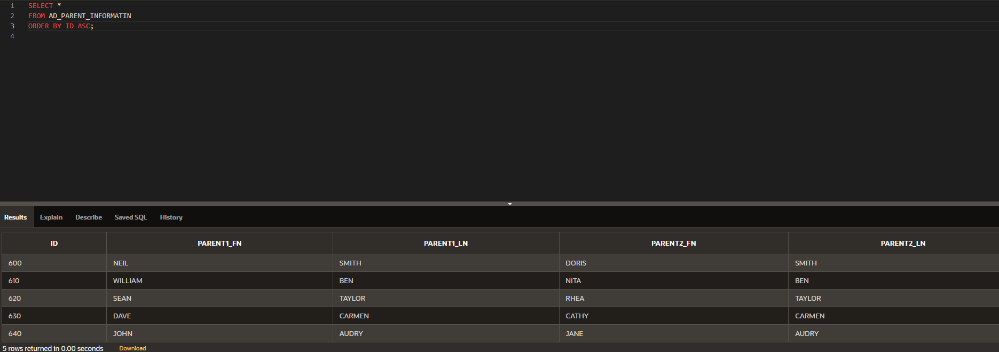 1 SELECT *
2 FROM AD_PARENT_INFORMATIN
3 ORDER BY ID ASC;
4
Results Explain Describe Saved SQL History
ID PARENT1_FN PARENT1_LN PARENT2_FN PARENT2_LN
600 NEIL SMITH DORIS SMITH
610 WILLIAM BEN NITA BEN
620 SEAN TAYLOR RHEA TAYLOR
630 DAVE CARMEN CATHY CARMEN
640 JOHN AUDRY JANE AUDRY
5 rows returned in 0.00 seconds Download